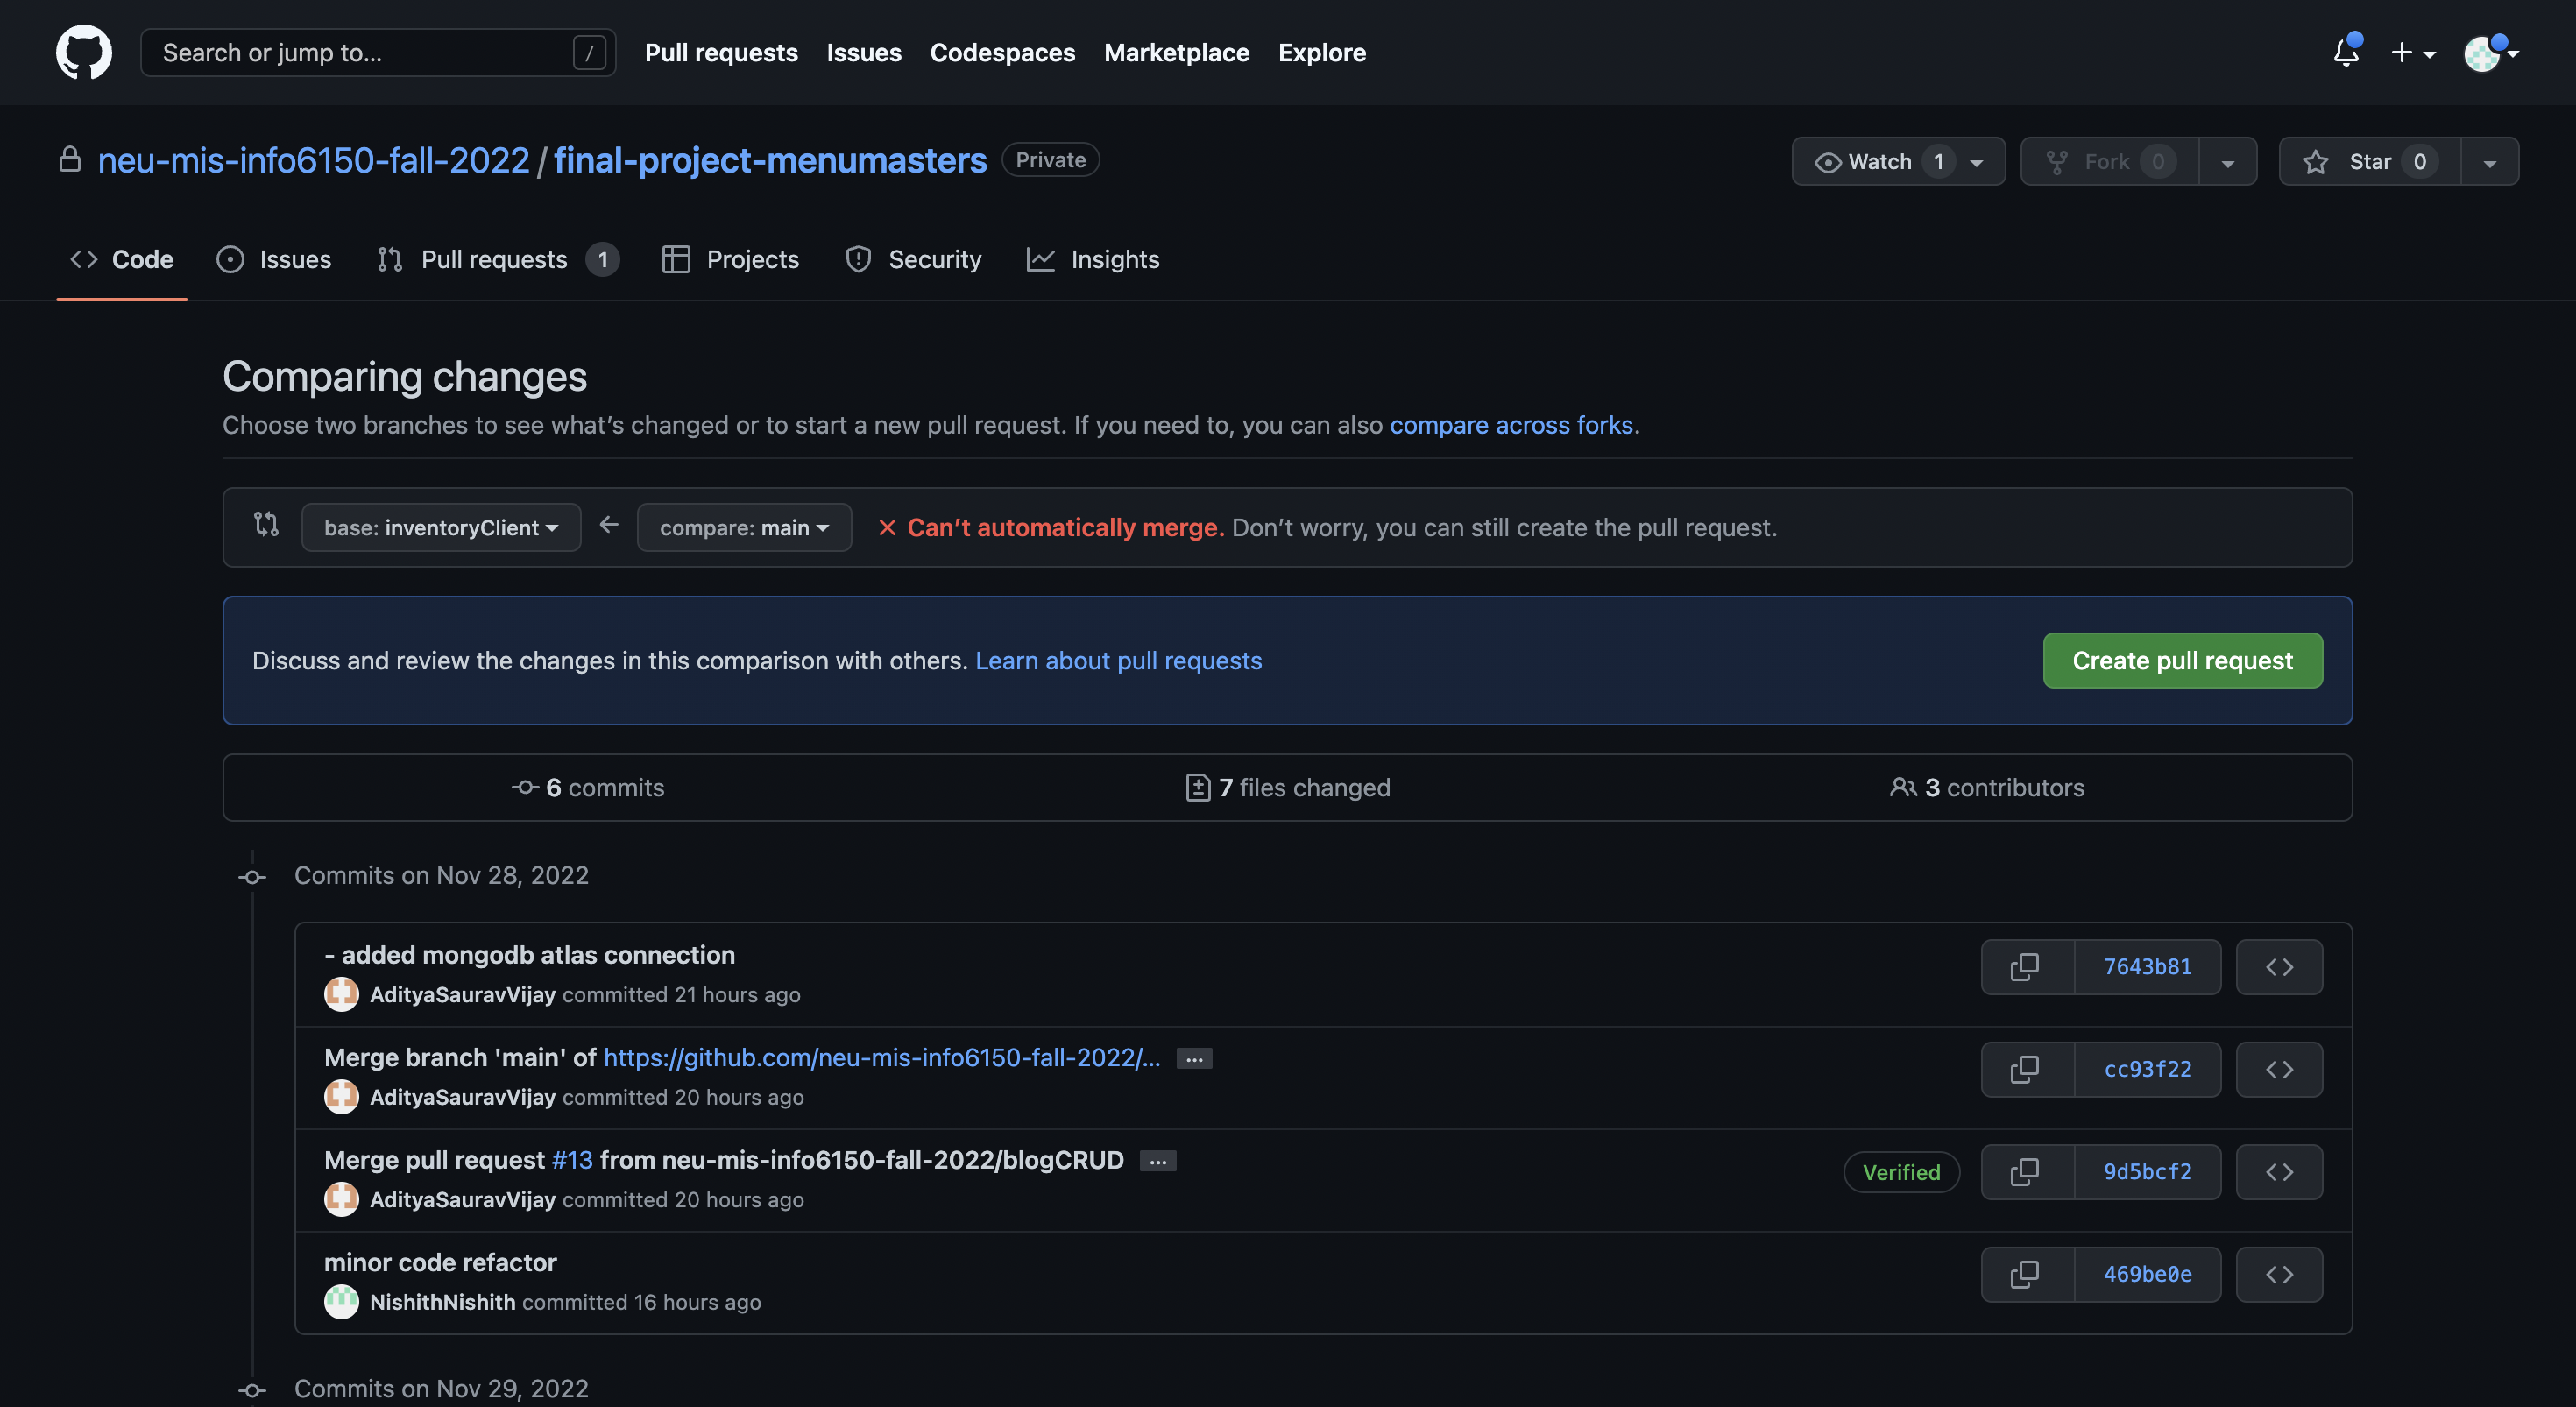 Search or jump to... / Pull requests Issues Codespaces Marketplace Explore
neu-mis-info6150-fall-2022 / final-project-menumasters Private Watch 1 Fork 0 Star 0
Code Issues Pull requests 1 Projects Security Insights
Comparing changes
Choose two branches to see what’s changed or to start a new pull request. If you need to, you can also compare across forks.
base: inventoryClient compare: main Can’t automatically merge. Don’t worry, you can still create the pull request.
Discuss and review the changes in this comparison with others. Learn about pull requests Create pull request
6 commits 7 files changed 3 contributors
Commits on Nov 28, 2022
- added mongodb atlas connection
AdityaSauravVijay committed 21 hours ago
7643b81
Merge branch 'main' of https://github.com/neu-mis-info6150-fall-2022/... …
AdityaSauravVijay committed 20 hours ago
cc93f22
Merge pull request #13 from neu-mis-info6150-fall-2022/blogCRUD …
AdityaSauravVijay committed 20 hours ago
Verified 9d5bcf2
minor code refactor
NishithNishith committed 16 hours ago
469be0e
Commits on Nov 29, 2022